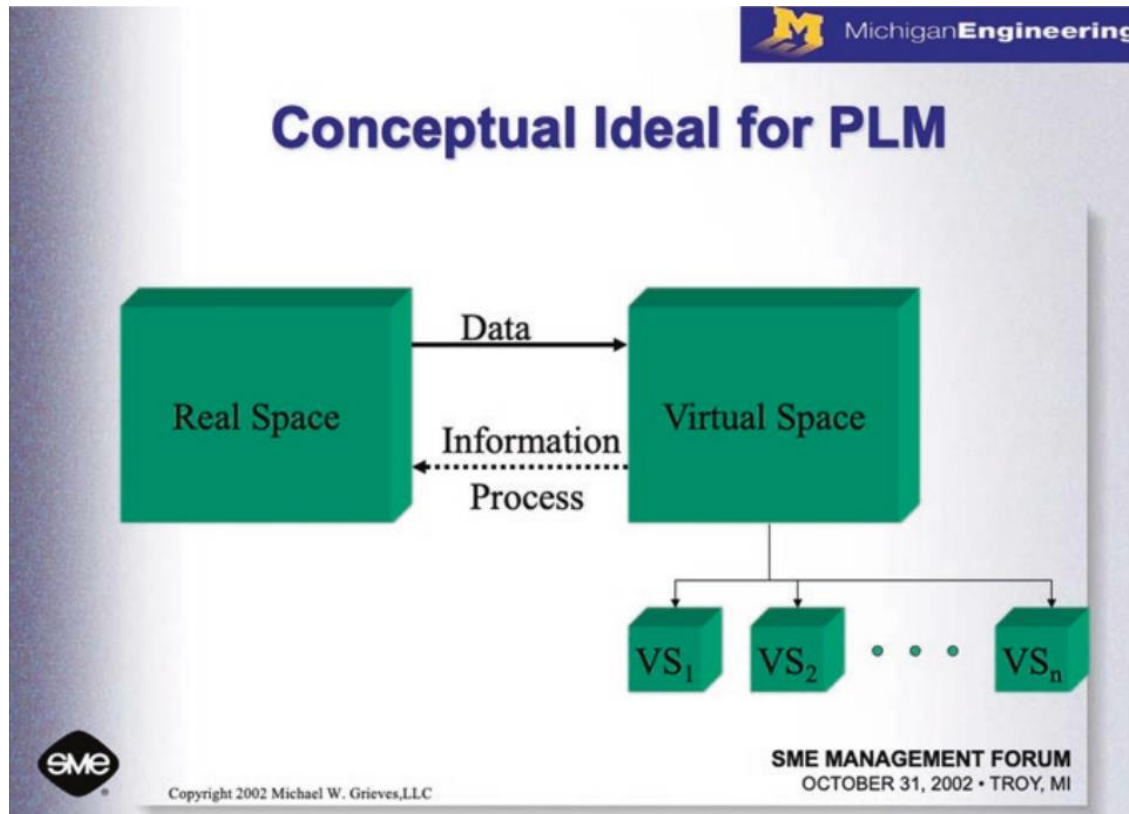 M MichiganEngineering
Conceptual Ideal for PLM
Data
Real Space
Virtual Space
Information
Process
VS1
VS2
VSn
SME
SME MANAGEMENT FORUM
OCTOBER 31, 2002 • TROY, MI
Copyright 2002 Michael W. Grieves,LLC